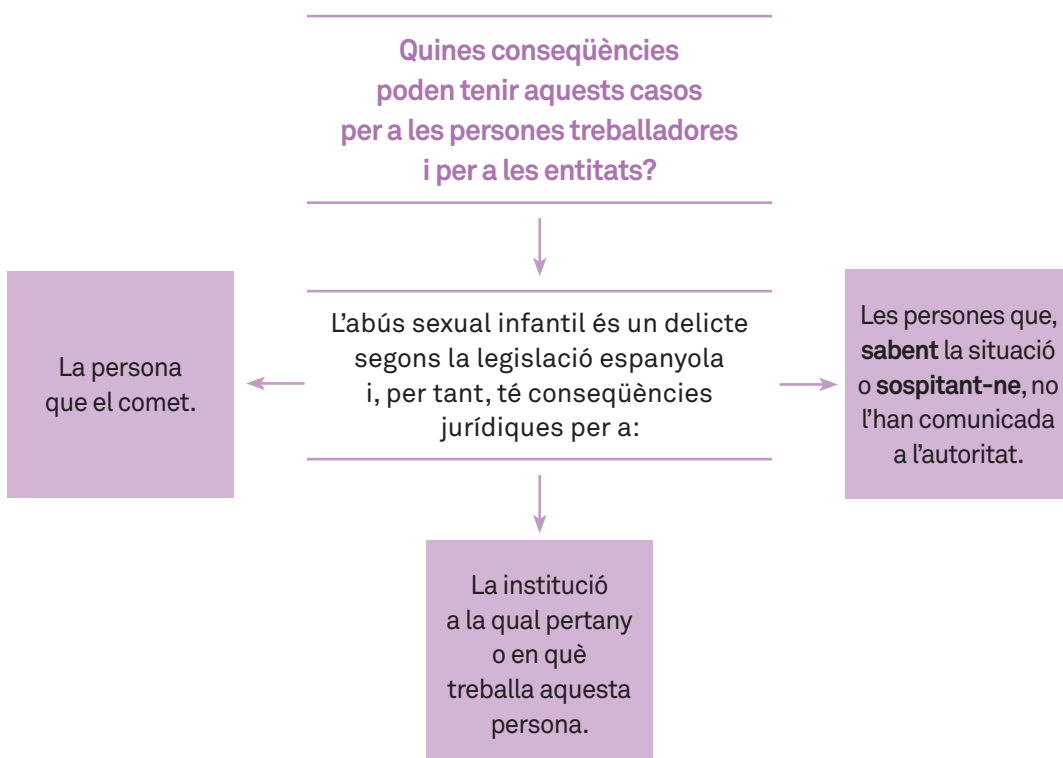 Quines conseqüències
poden tenir aquests casos
per a les persones treballadores
i per a les entitats?
L'abús sexual infantil és un delicte
segons la legislació espanyola
i, per tant, té conseqüències
jurídiques per a:
La persona
que el comet.
Les persones que,
sabent la situació
o sospitant-ne, no
l'han comunicada
a l'autoritat.
La institució
a la qual pertany
o en què
treballa aquesta
persona.